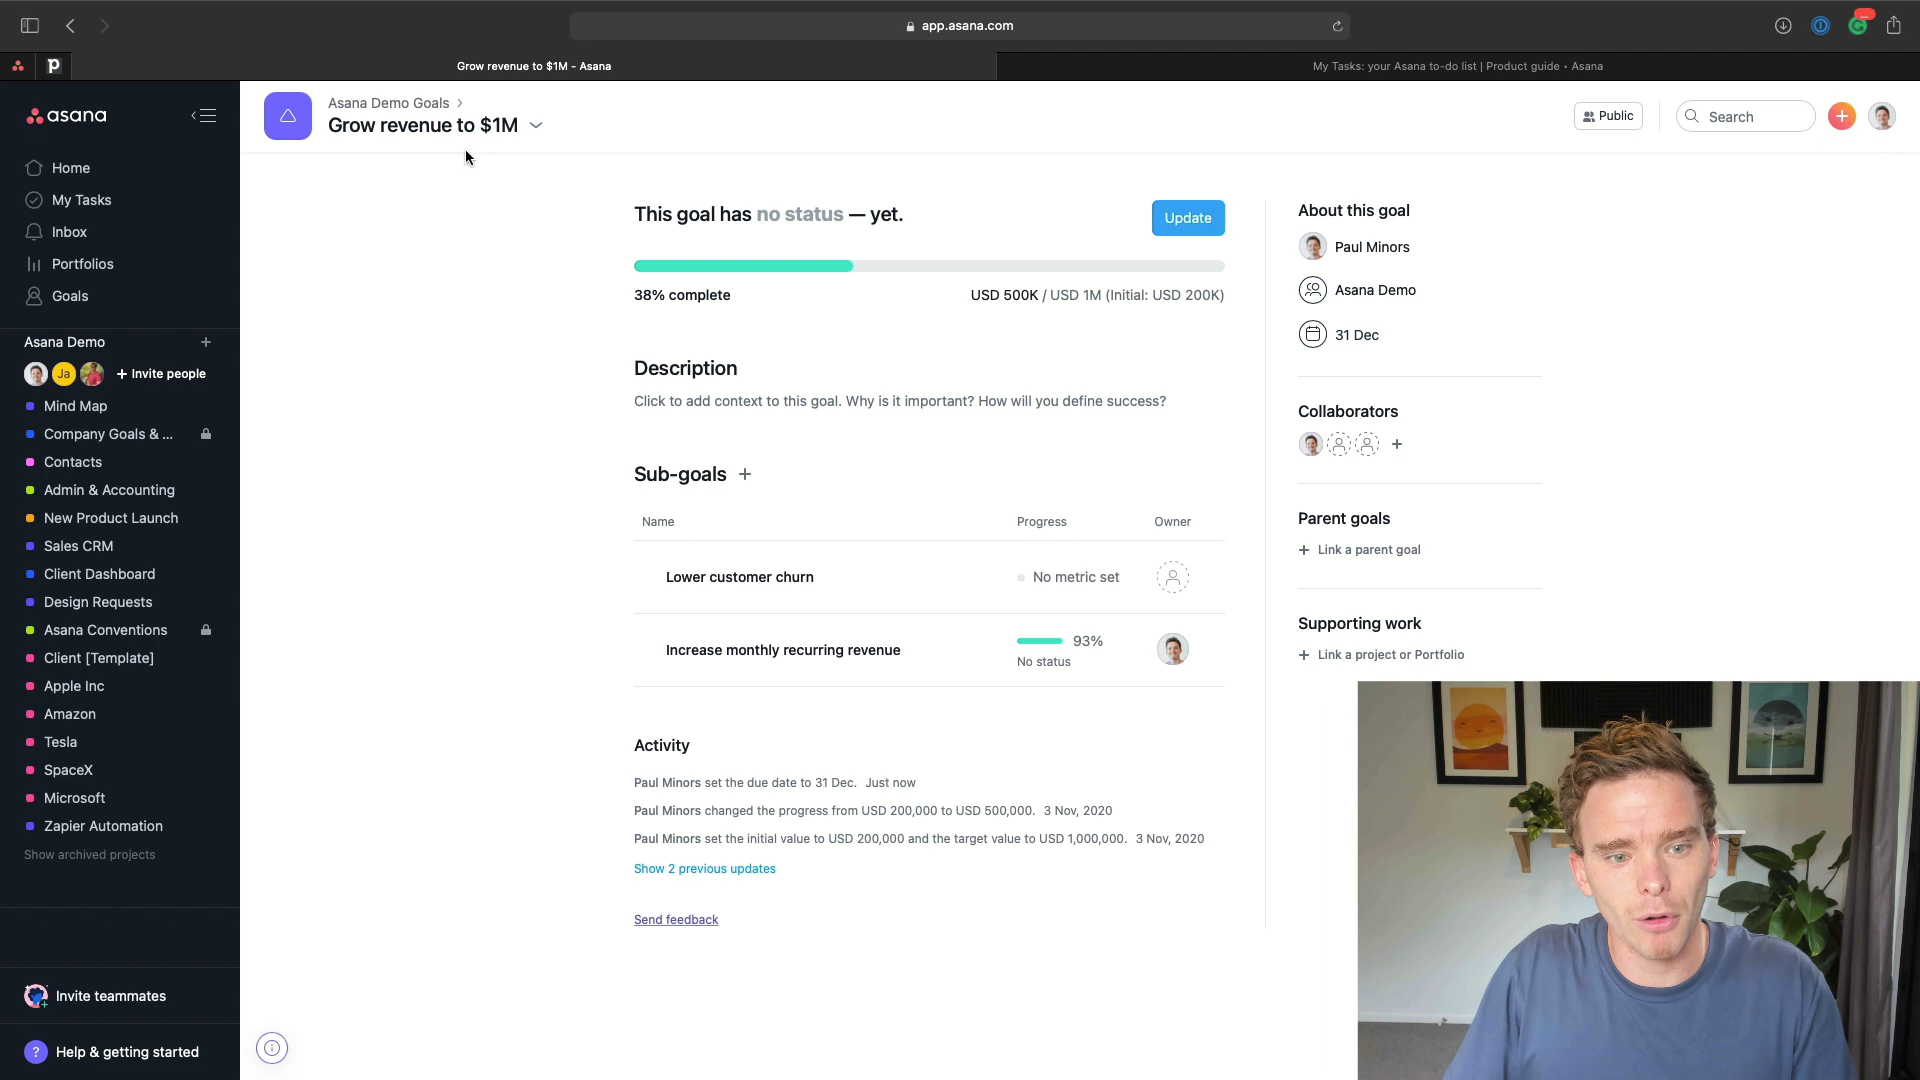 app.asana.com
Grow revenue to $1M - Asana
My Tasks: your Asana to-do list | Product guide • Asana
asana
Home
My Tasks
Inbox
Portfolios
Goals
Asana Demo
Ja
+ Invite people
Mind Map
Company Goals & ...
Contacts
Admin & Accounting
New Product Launch
Sales CRM
Client Dashboard
Design Requests
Asana Conventions
Client [Template]
Apple Inc
Amazon
Tesla
SpaceX
Microsoft
Zapier Automation
Show archived projects
Invite teammates
? Help & getting started
Asana Demo Goals >
Grow revenue to $1M
Public
Search
This goal has no status — yet.
Update
38% complete
USD 500K / USD 1M (Initial: USD 200K)
Description
Click to add context to this goal. Why is it important? How will you define success?
Sub-goals +
Name Progress Owner
Lower customer churn No metric set
Increase monthly recurring revenue 93%
No status
Activity
Paul Minors set the due date to 31 Dec. Just now
Paul Minors changed the progress from USD 200,000 to USD 500,000. 3 Nov, 2020
Paul Minors set the initial value to USD 200,000 and the target value to USD 1,000,000. 3 Nov, 2020
Show 2 previous updates
Send feedback
About this goal
Paul Minors
Asana Demo
31 Dec
Collaborators
Parent goals
+ Link a parent goal
Supporting work
+ Link a project or Portfolio